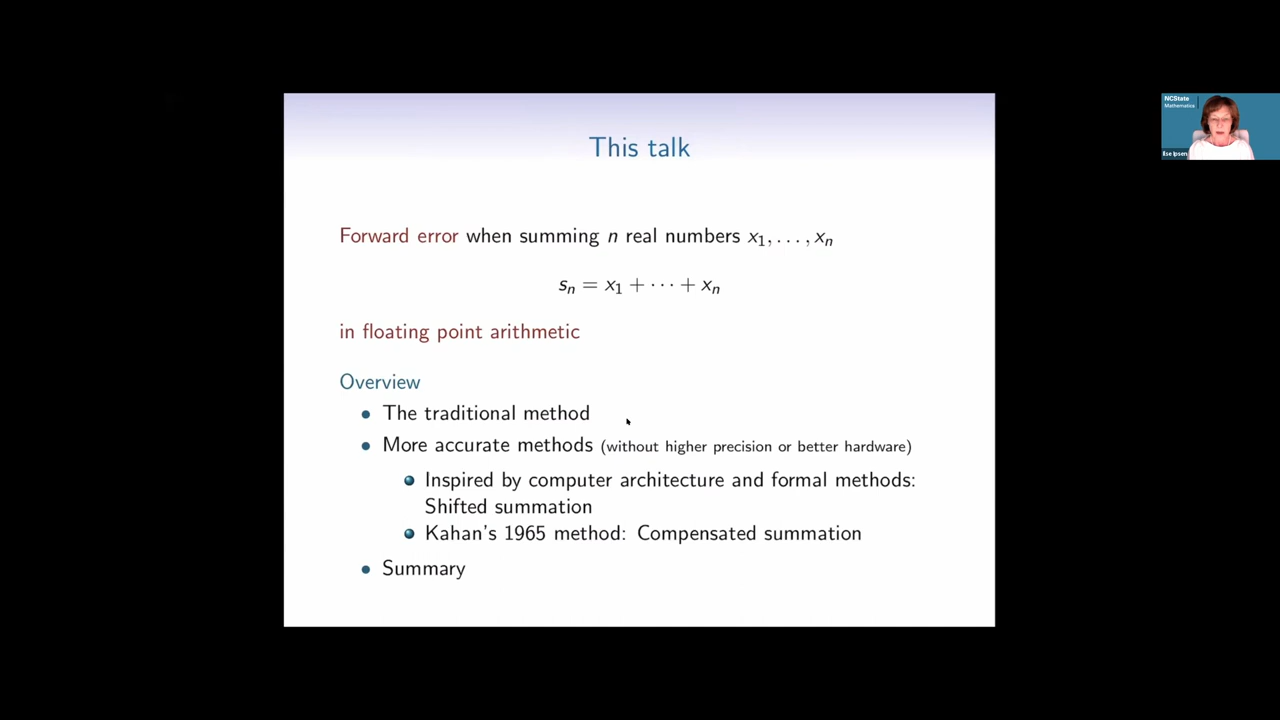 This talk
Forward error when summing n real numbers x₁, . . . , xₙ
sₙ = x₁ + · · · + xₙ
in floating point arithmetic
Overview
• The traditional method
• More accurate methods (without higher precision or better hardware)
Inspired by computer architecture and formal methods:
Shifted summation
Kahan's 1965 method: Compensated summation
• Summary
NCState
Mathematics
Ilse Ipsen